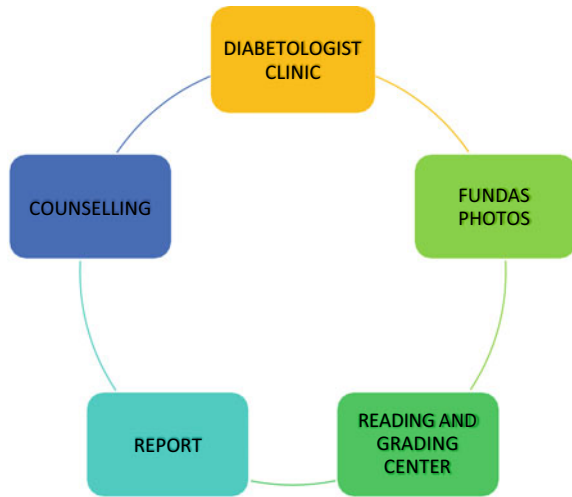 DIABETOLOGIST
CLINIC
FUNDAS
PHOTOS
READING AND
GRADING
CENTER
REPORT
COUNSELLING